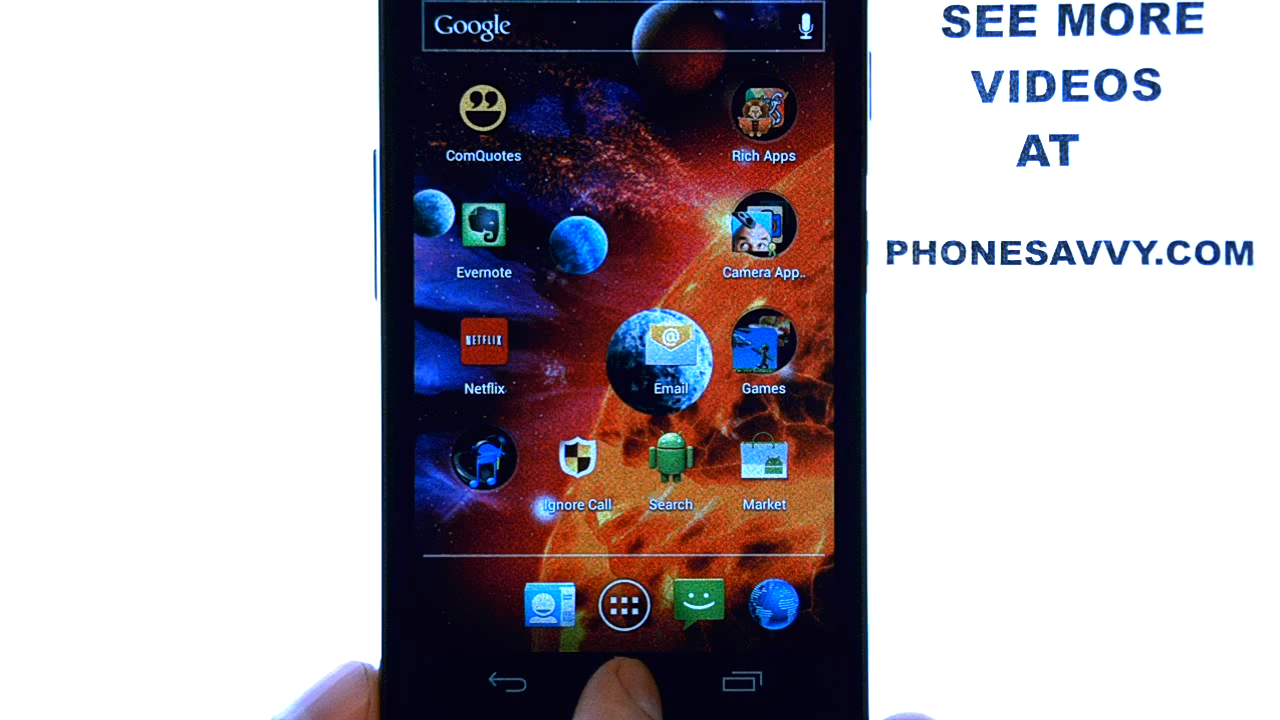 Google
SEE MORE
VIDEOS
AT
PHONESAVVY.COM
ComQuotes
Rich Apps
Evernote
Camera App..
NETFLIX
Netflix
@
Email
Games
Ignore Call
Search
Market